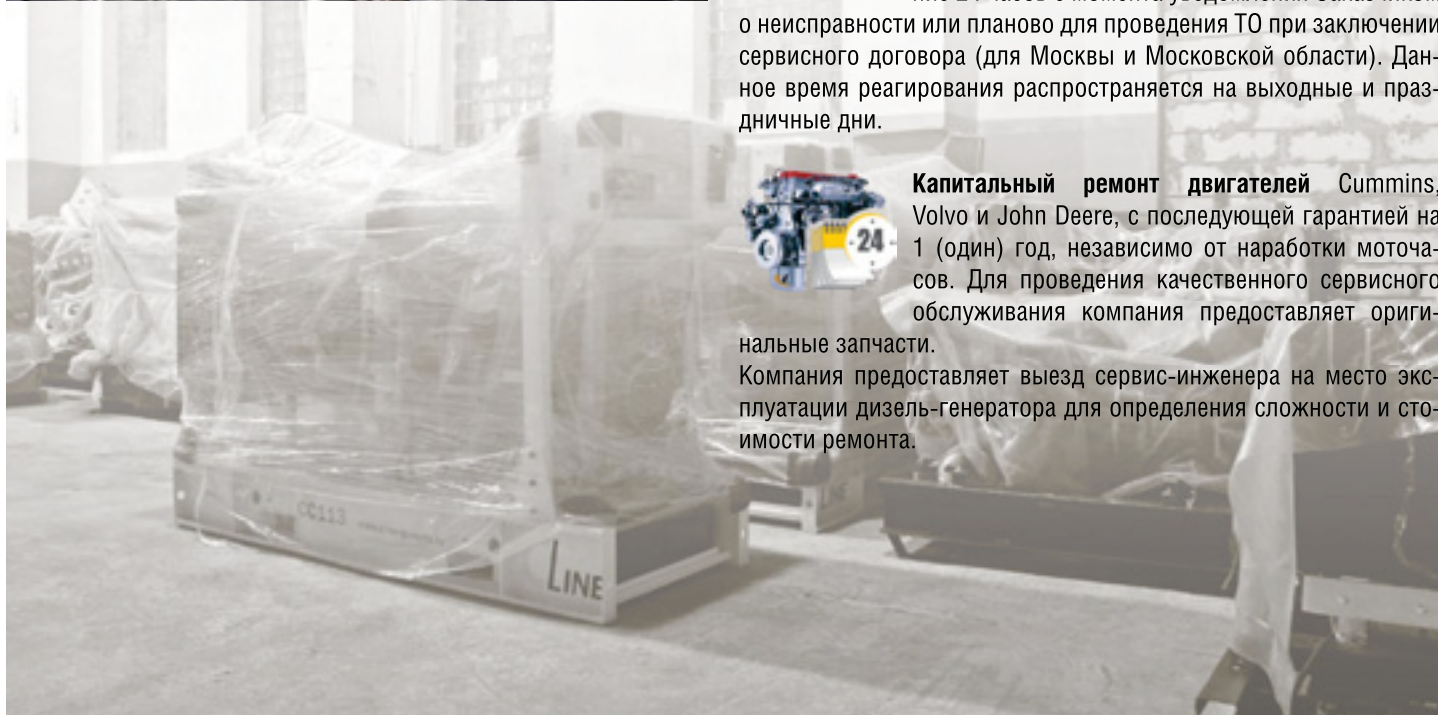 о неисправности или планово для проведения ТО при заключении
сервисного договора (для Москвы и Московской области). Дан-
ное время реагирования распространяется на выходные и праз-
дничные дни.
Капитальный ремонт двигателей Cummins,
Volvo и John Deere, с последующей гарантией на
1 (один) год, независимо от наработки моточа-
сов. Для проведения качественного сервисного
обслуживания компания предоставляет ориги-
нальные запчасти.
Компания предоставляет выезд сервис-инженера на место экс-
плуатации дизель-генератора для определения сложности и сто-
имости ремонта.
24
CC113
LINE